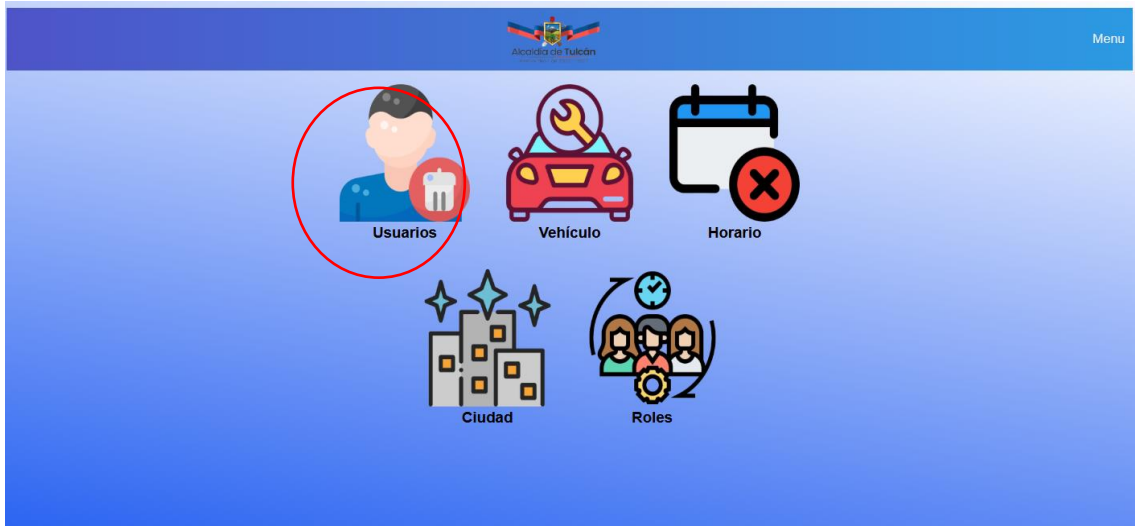 Alcaldía de Tulcán
Menu
Usuarios
Vehículo
Horario
Ciudad
Roles